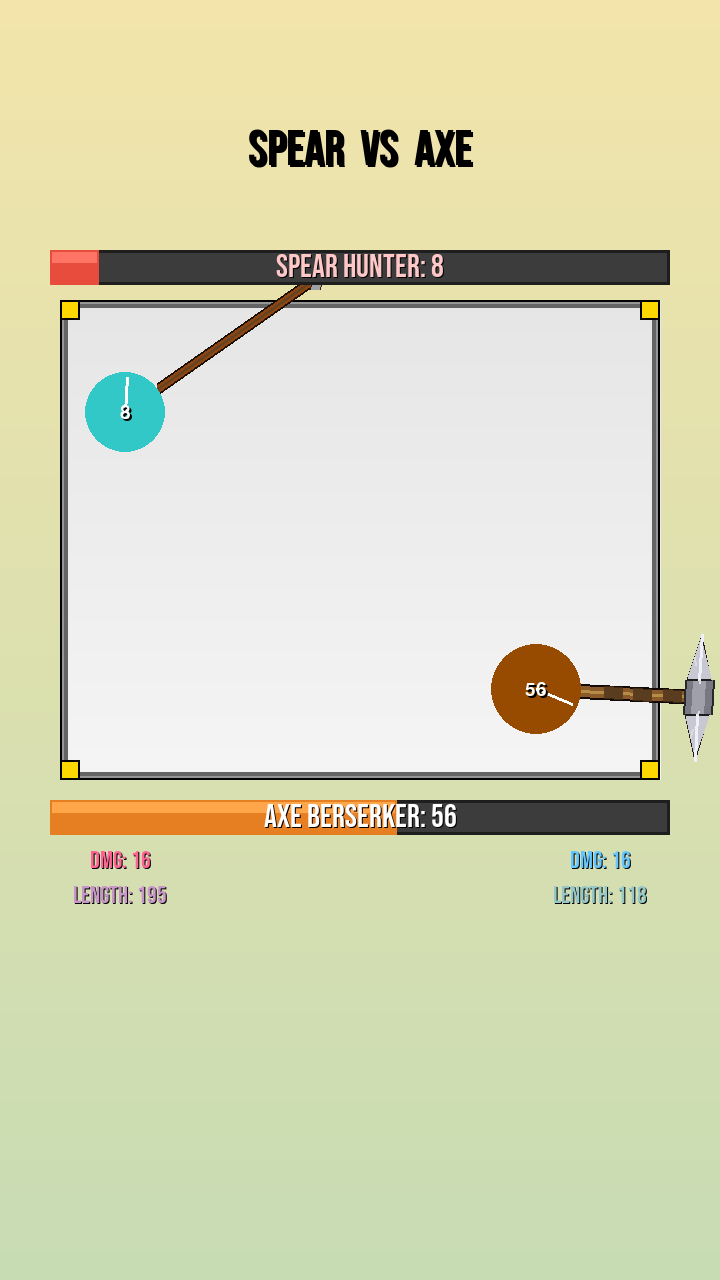 SPEAR VS AXE
SPEAR HUNTER: 8
8
56
AXE BERSERKER: 56
DMG: 16
DMG: 16
LENGTH: 195
LENGTH: 118